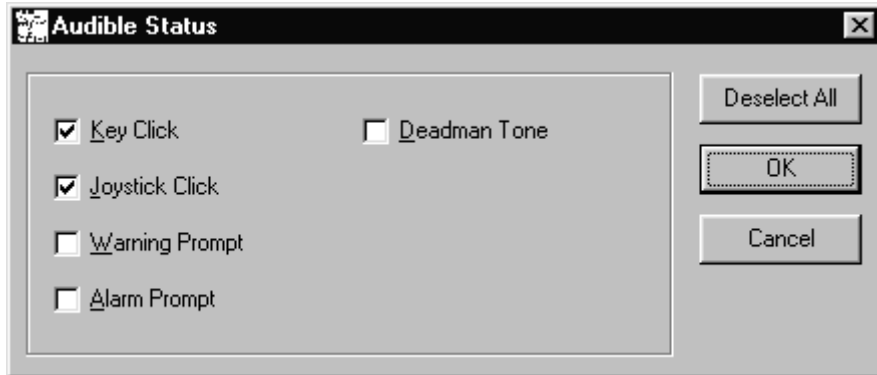 Audible Status
Key Click
Deadman Tone
Joystick Click
Warning Prompt
Alarm Prompt
Deselect All
OK
Cancel